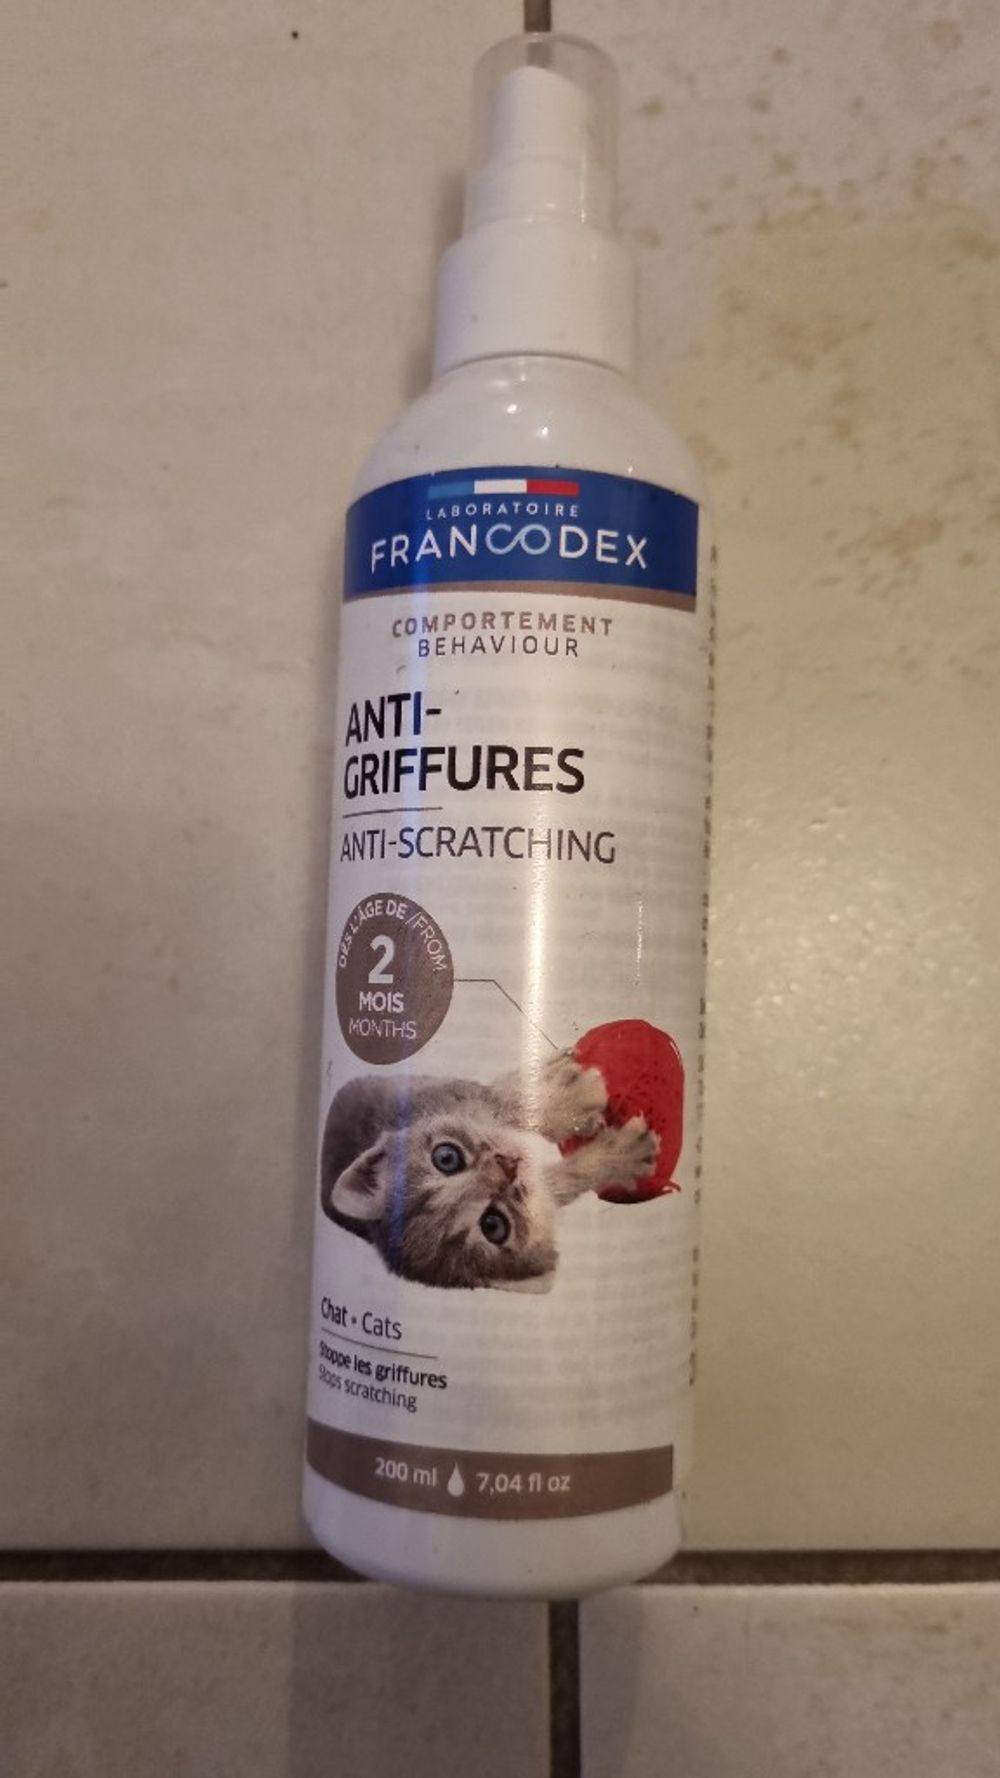 LABORATOIRE
FRANCODEX
COMPORTEMENT
BEHAVIOUR
ANTI-
GRIFFURES
ANTI-SCRATCHING
DÈS L'ÂGE DE /FROM
2
MOIS
MONTHS
Chat • Cats
Stoppe les griffures
Stops scratching
200 ml 7,04 fl oz